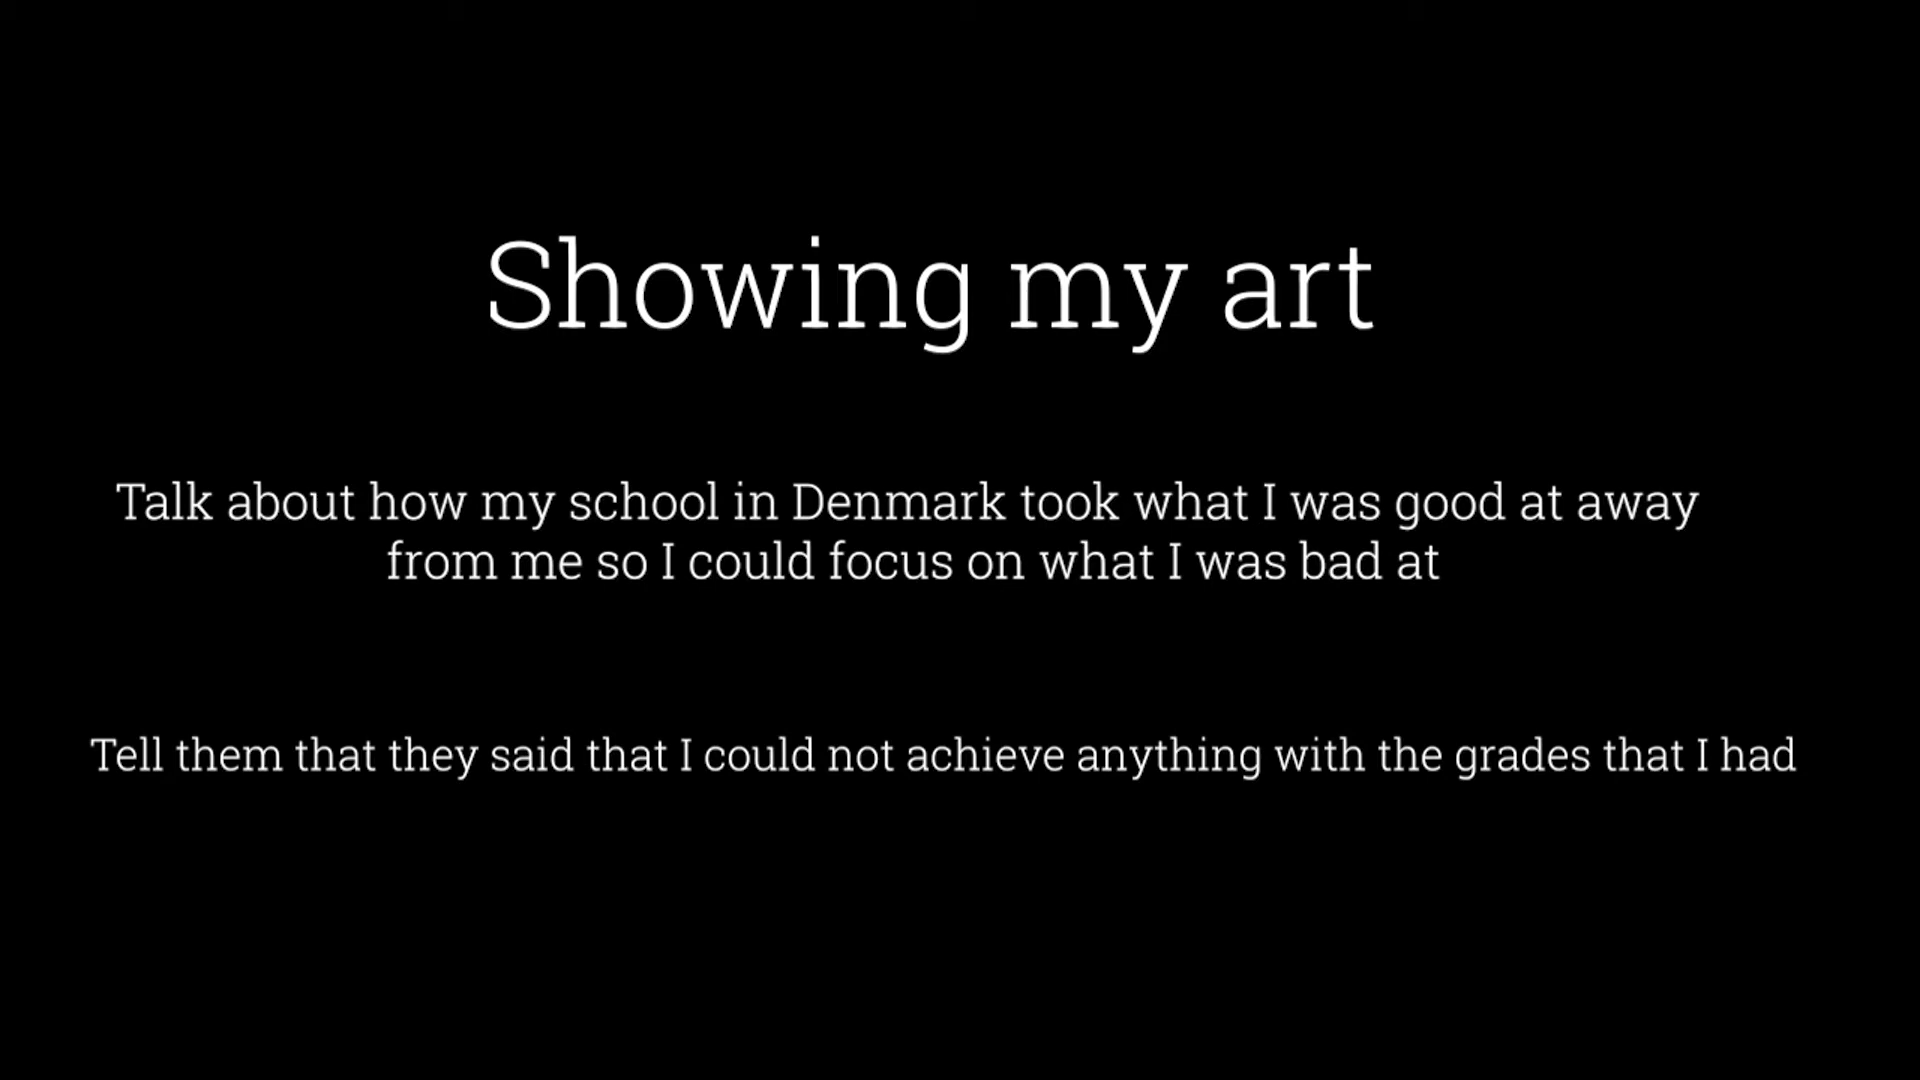 Showing my art
Talk about how my school in Denmark took what I was good at away
from me so I could focus on what I was bad at
Tell them that they said that I could not achieve anything with the grades that I had